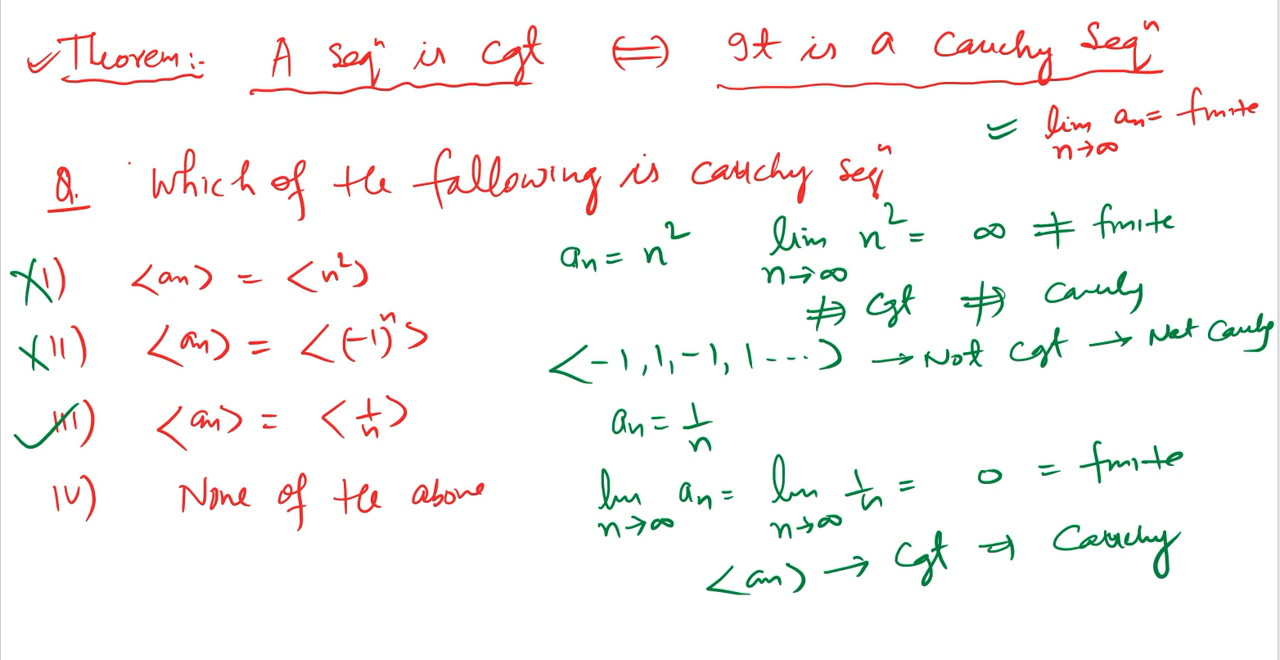 Theorem:- A seqⁿ is cgt ⇔ It is a Cauchy Seqⁿ
= lim n→∞ an = finite
Q. Which of the following is cauchy seqⁿ
I) <an> = <n²>
an = n² lim n→∞ n² = ∞ ≠ finite
⇏ Cgt ⇏ Cauchy
II) <an> = <(-1)ⁿ>
<-1, 1, -1, 1 ---> → Not Cgt → Not Cauchy
III) <an> = <1/n>
an = 1/n
IV) None of the above
lim n→∞ an = lim n→∞ 1/n = 0 = finite
<an> → Cgt ⇒ Cauchy